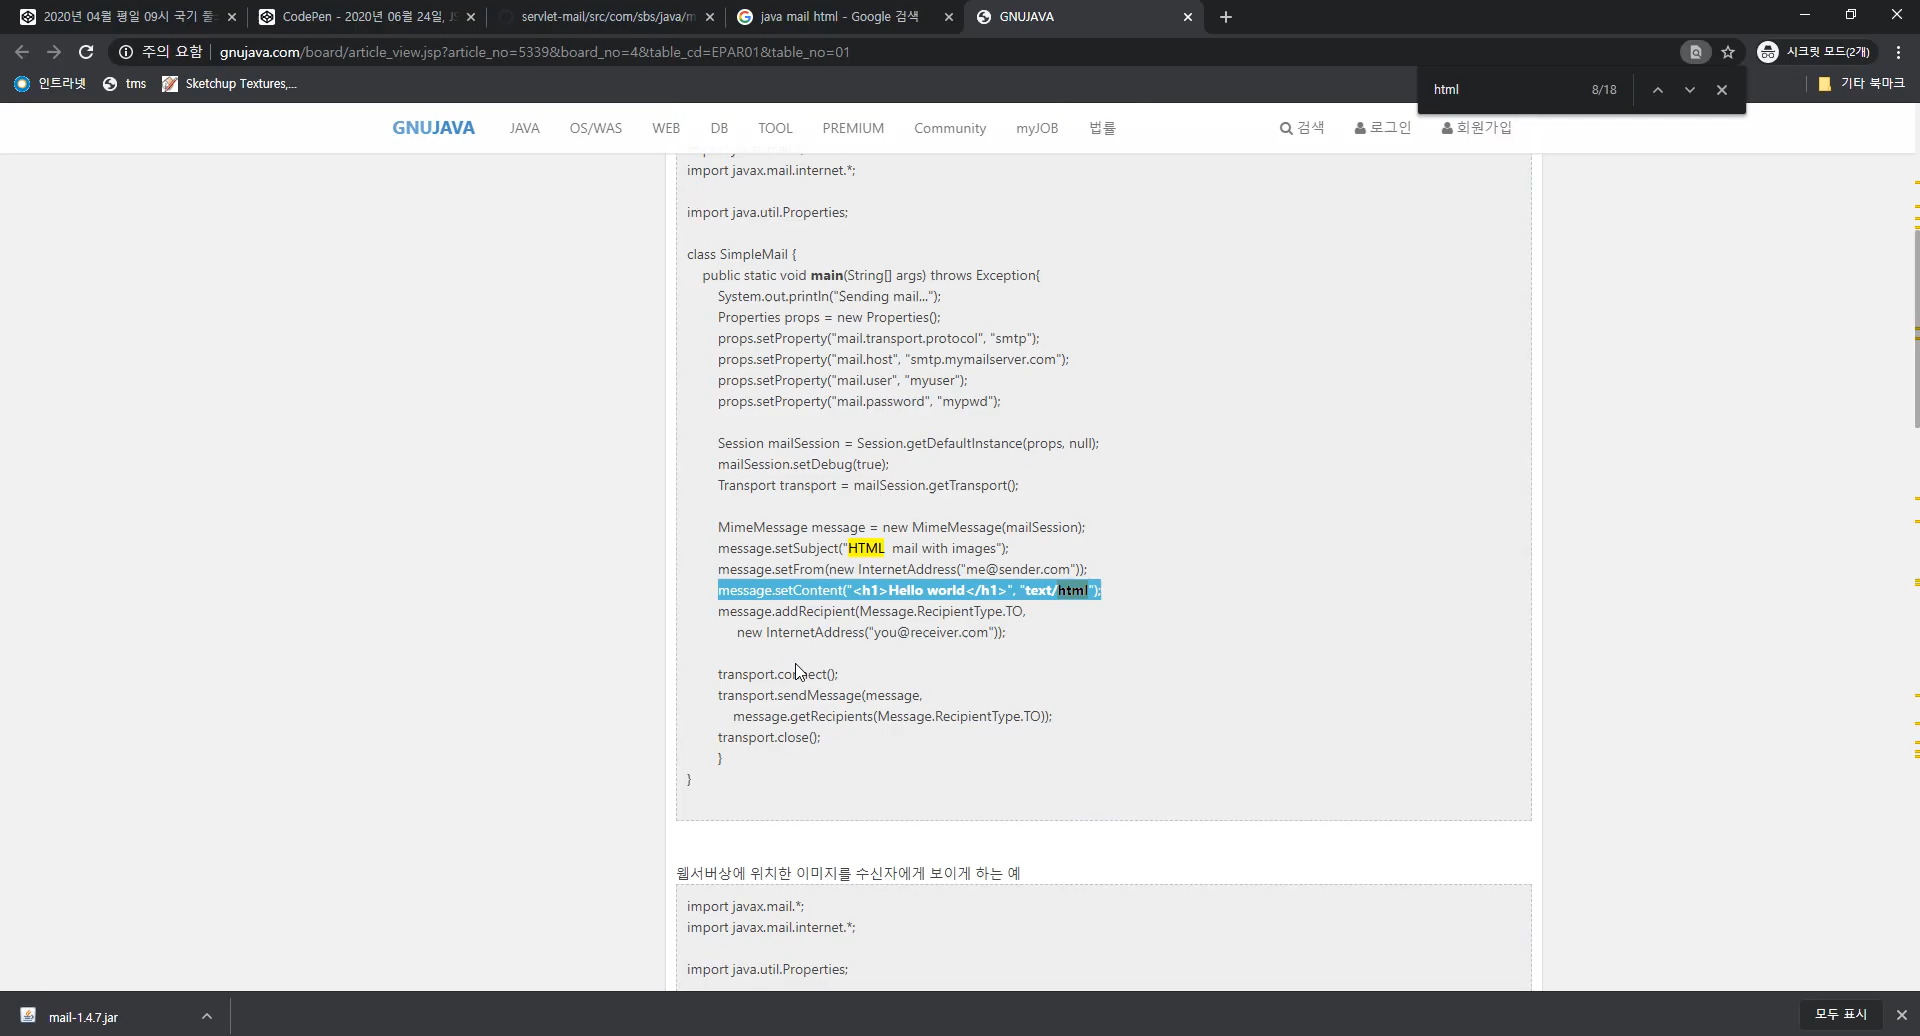 2020년 04월 평일 09시 국기 풀
CodePen - 2020년 06월 24일, JS
servlet-mail/src/com/sbs/java/m
java mail html - Google 검색
GNUJAVA
주의 요함 gnujava.com/board/article_view.jsp?article_no=5339&board_no=4&table_cd=EPAR01&table_no=01
시크릿 모드(2개)
인트라넷 tms Sketchup Textures,...
기타 북마크
html 8/18
GNUJAVA JAVA OS/WAS WEB DB TOOL PREMIUM Community myJOB 법률 검색 로그인 회원가입
import javax.mail.internet.*;
import java.util.Properties;
class SimpleMail {
public static void main(String[] args) throws Exception{
System.out.println("Sending mail...");
Properties props = new Properties();
props.setProperty("mail.transport.protocol", "smtp");
props.setProperty("mail.host", "smtp.mymailserver.com");
props.setProperty("mail.user", "myuser");
props.setProperty("mail.password", "mypwd");
Session mailSession = Session.getDefaultInstance(props, null);
mailSession.setDebug(true);
Transport transport = mailSession.getTransport();
MimeMessage message = new MimeMessage(mailSession);
message.setSubject("HTML  mail with images");
message.setFrom(new InternetAddress("me@sender.com"));
message.setContent("<h1>Hello world</h1>", "text/html");
message.addRecipient(Message.RecipientType.TO,
new InternetAddress("you@receiver.com"));
transport.connect();
transport.sendMessage(message,
message.getRecipients(Message.RecipientType.TO));
transport.close();
}
}
웹서버상에 위치한 이미지를 수신자에게 보이게 하는 예
import javax.mail.*;
import javax.mail.internet.*;
import java.util.Properties;
mail-1.4.7.jar
모두 표시